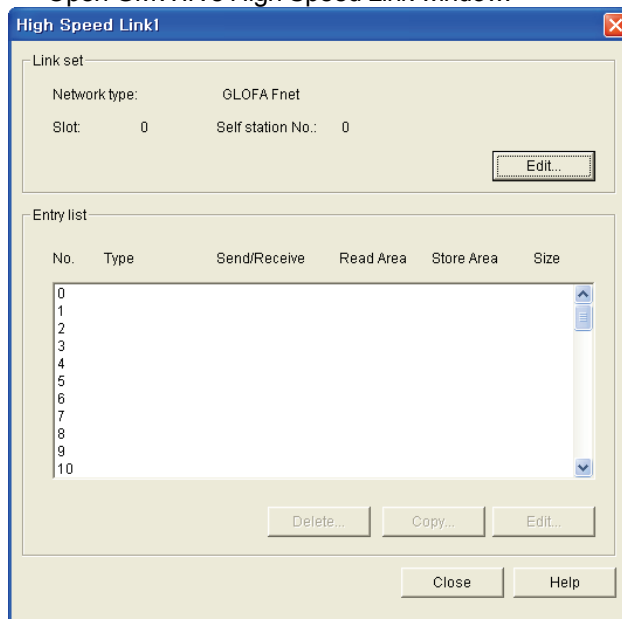 High Speed Link1
Link set
Network type: GLOFA Fnet
Slot: 0 Self station No.: 0
Edit...
Entry list
No. Type Send/Receive Read Area Store Area Size
0
1
2
3
4
5
6
7
8
9
10
Delete... Copy... Edit...
Close Help